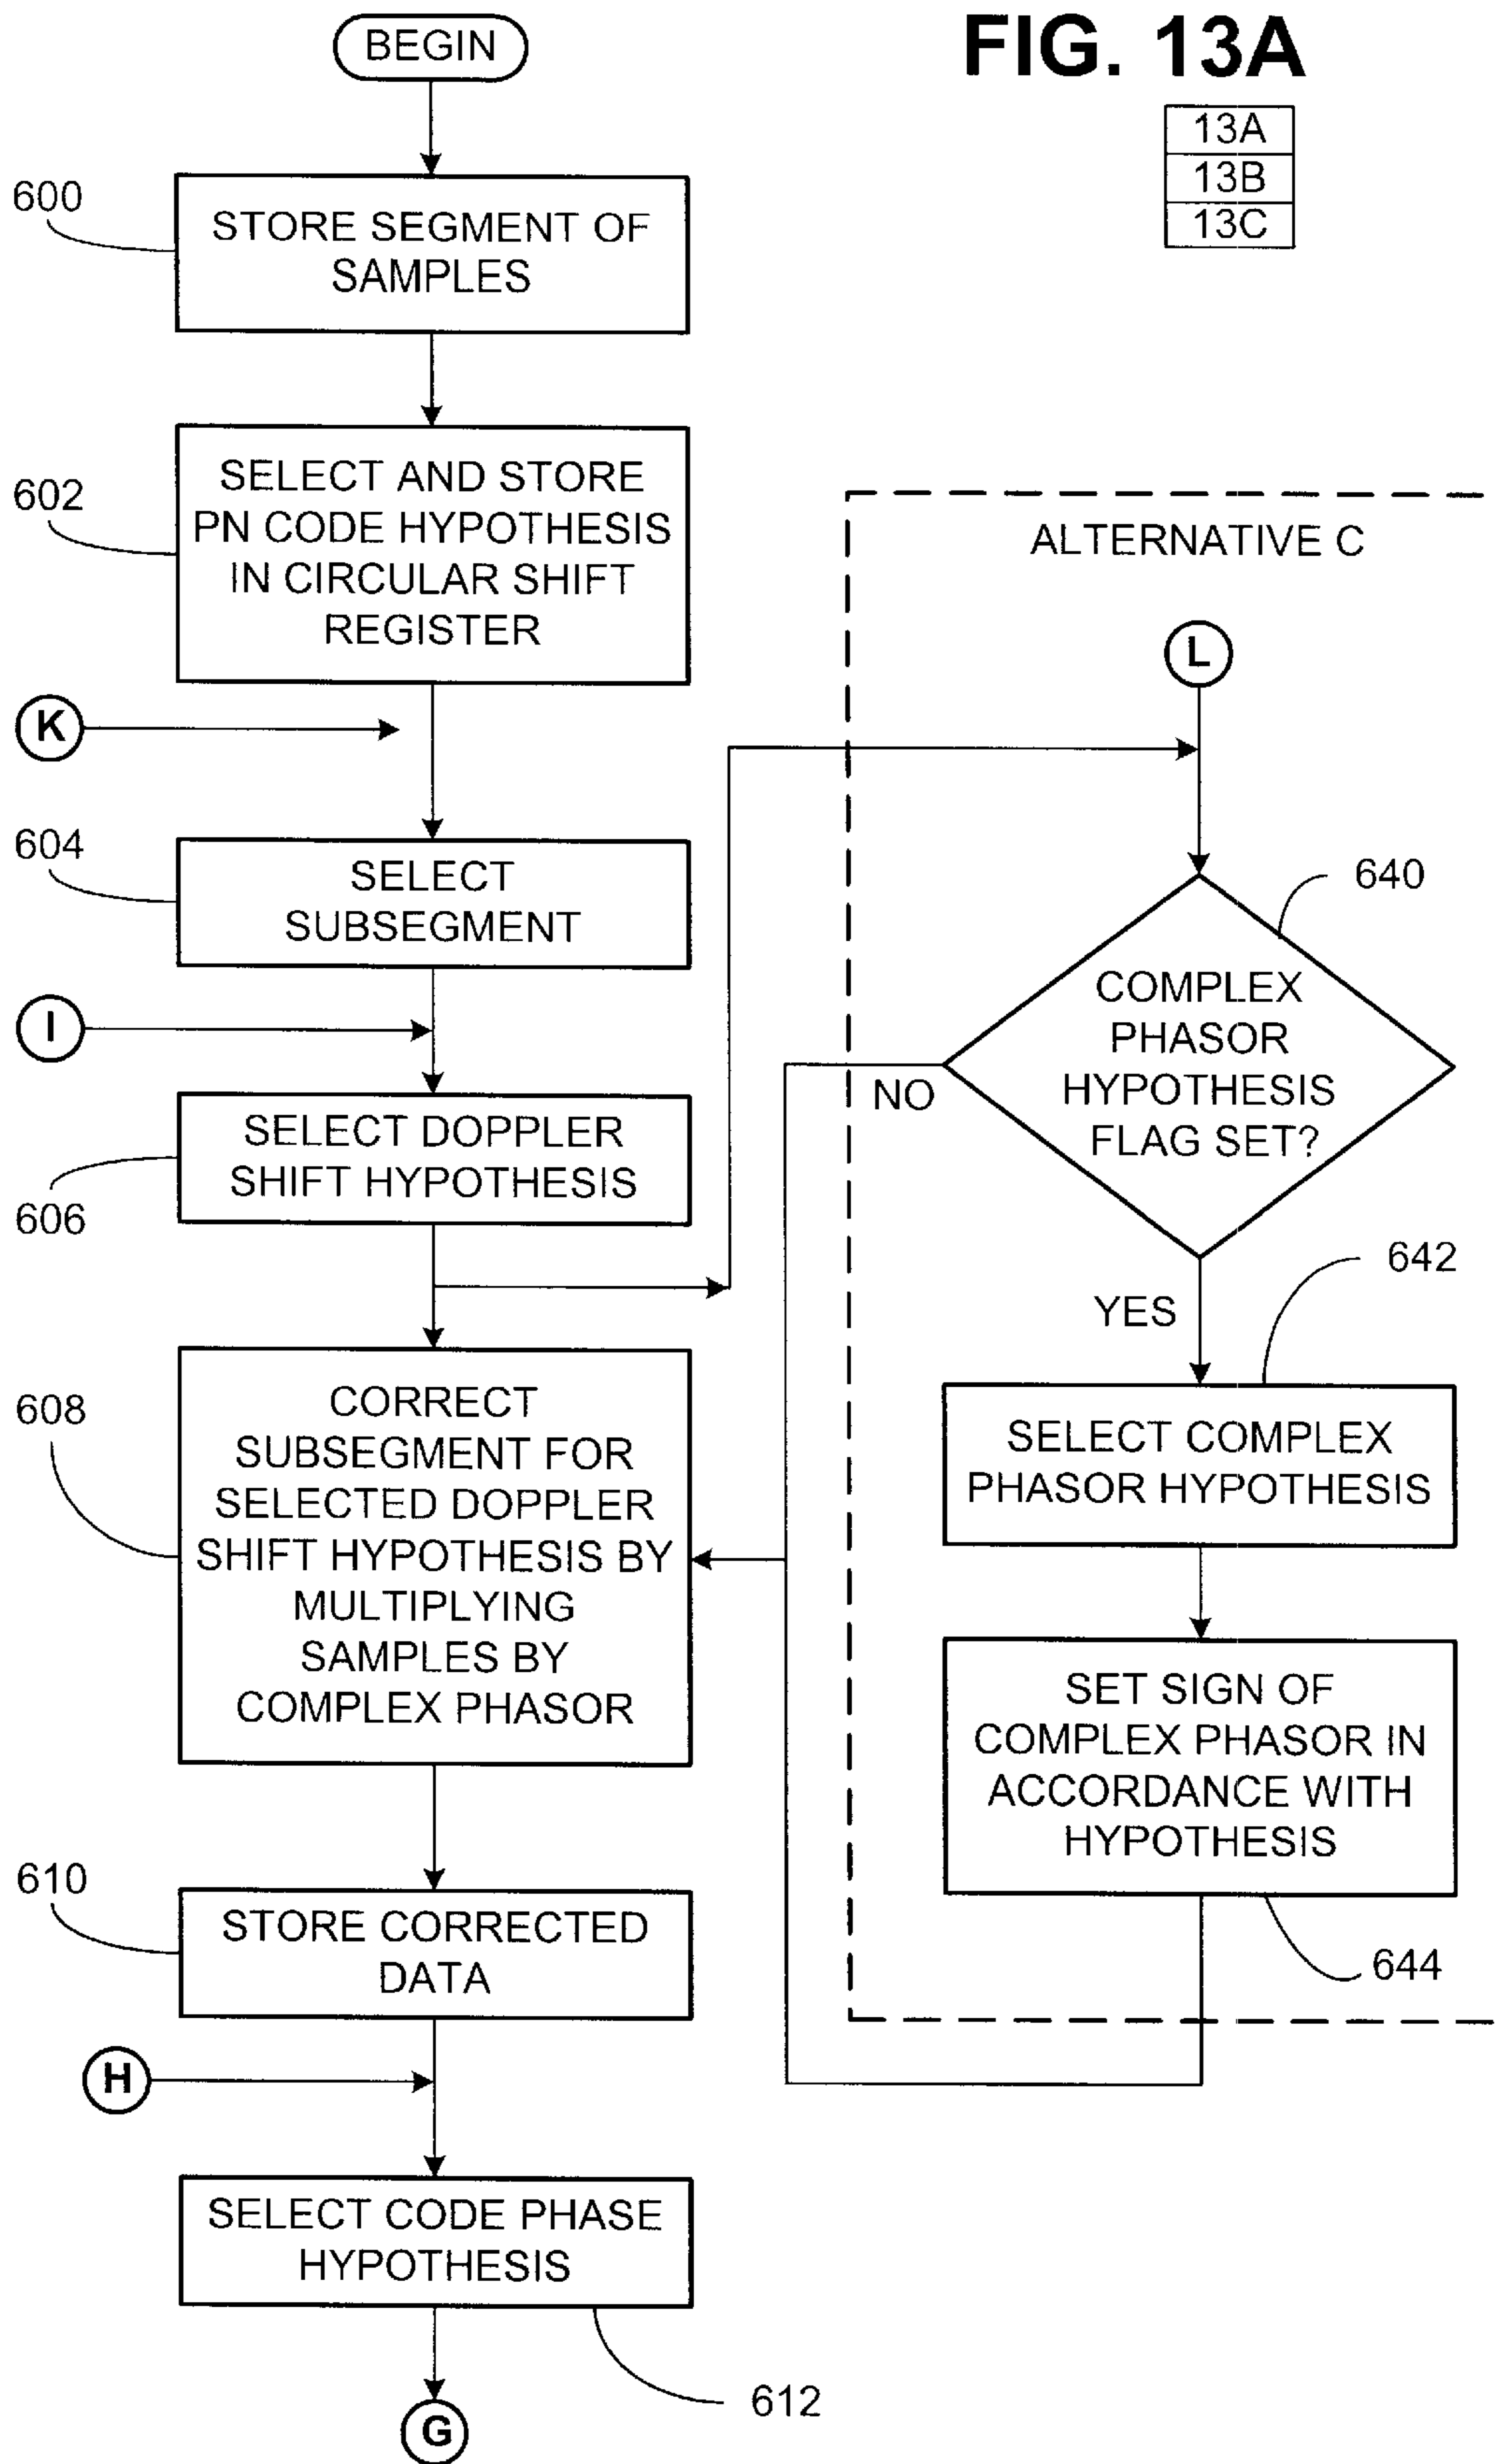 BEGIN
FIG. 13A
13A
13B
13C
600
STORE SEGMENT OF
SAMPLES
602
SELECT AND STORE
PN CODE HYPOTHESIS
IN CIRCULAR SHIFT
REGISTER
K
604
SELECT
SUBSEGMENT
I
606
SELECT DOPPLER
SHIFT HYPOTHESIS
608
CORRECT
SUBSEGMENT FOR
SELECTED DOPPLER
SHIFT HYPOTHESIS BY
MULTIPLYING
SAMPLES BY
COMPLEX PHASOR
610
STORE CORRECTED
DATA
H
SELECT CODE PHASE
HYPOTHESIS
612
G
ALTERNATIVE C
L
640
COMPLEX
PHASOR
HYPOTHESIS
FLAG SET?
NO
YES
642
SELECT COMPLEX
PHASOR HYPOTHESIS
SET SIGN OF
COMPLEX PHASOR IN
ACCORDANCE WITH
HYPOTHESIS
644